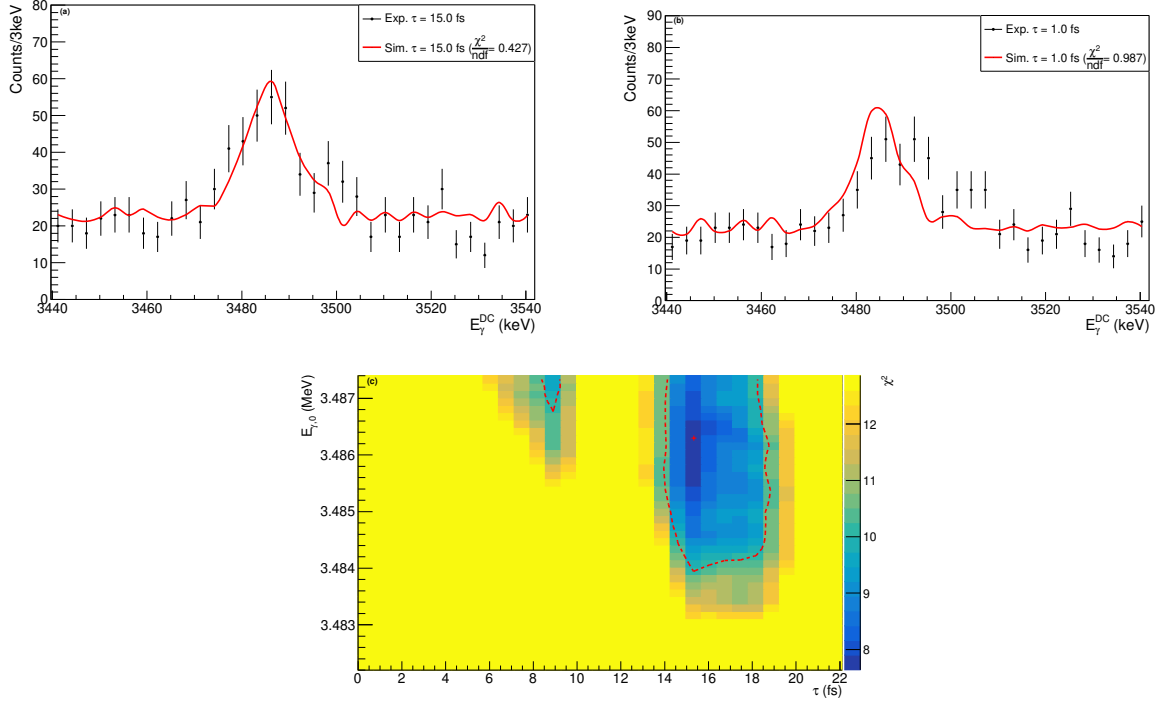 (a)
Exp. τ = 15.0 fs
Sim. τ = 15.0 fs (χ²/ndf = 0.427)
Counts/3keV
80
70
60
50
40
30
20
10
0
3440 3460 3480 3500 3520 3540
E_γ^DC (keV)
(b)
Exp. τ = 1.0 fs
Sim. τ = 1.0 fs (χ²/ndf = 0.987)
Counts/3keV
90
80
70
60
50
40
30
20
10
0
3440 3460 3480 3500 3520 3540
E_γ^DC (keV)
(c)
E_γ,0 (MeV)
3.487
3.486
3.485
3.484
3.483
0 2 4 6 8 10 12 14 16 18 20 22
τ (fs)
χ²
12
11
10
9
8